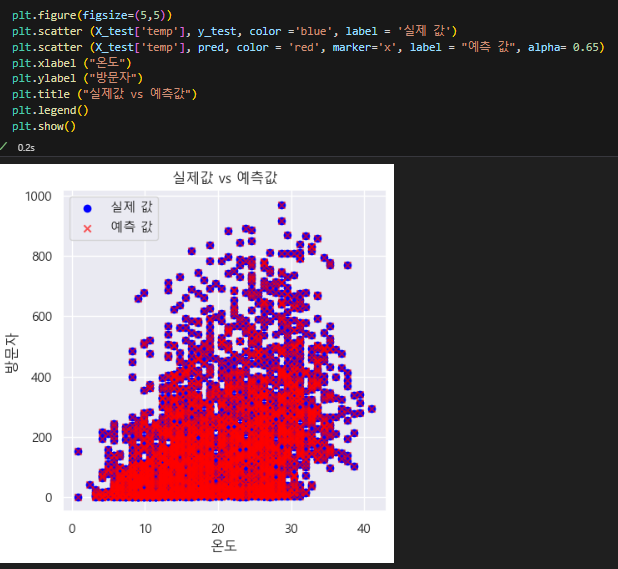 plt.figure(figsize=(5,5))
plt.scatter (X_test['temp'], y_test, color ='blue', label = '실제 값')
plt.scatter (X_test['temp'], pred, color = 'red', marker='x', label = "예측 값", alpha= 0.65)
plt.xlabel ("온도")
plt.ylabel ("방문자")
plt.title ("실제값 vs 예측값")
plt.legend()
plt.show()
✓ 0.2s
실제값 vs 예측값
1000
실제 값
예측 값
800
600
방문자
400
200
0
0 10 20 30 40
온도